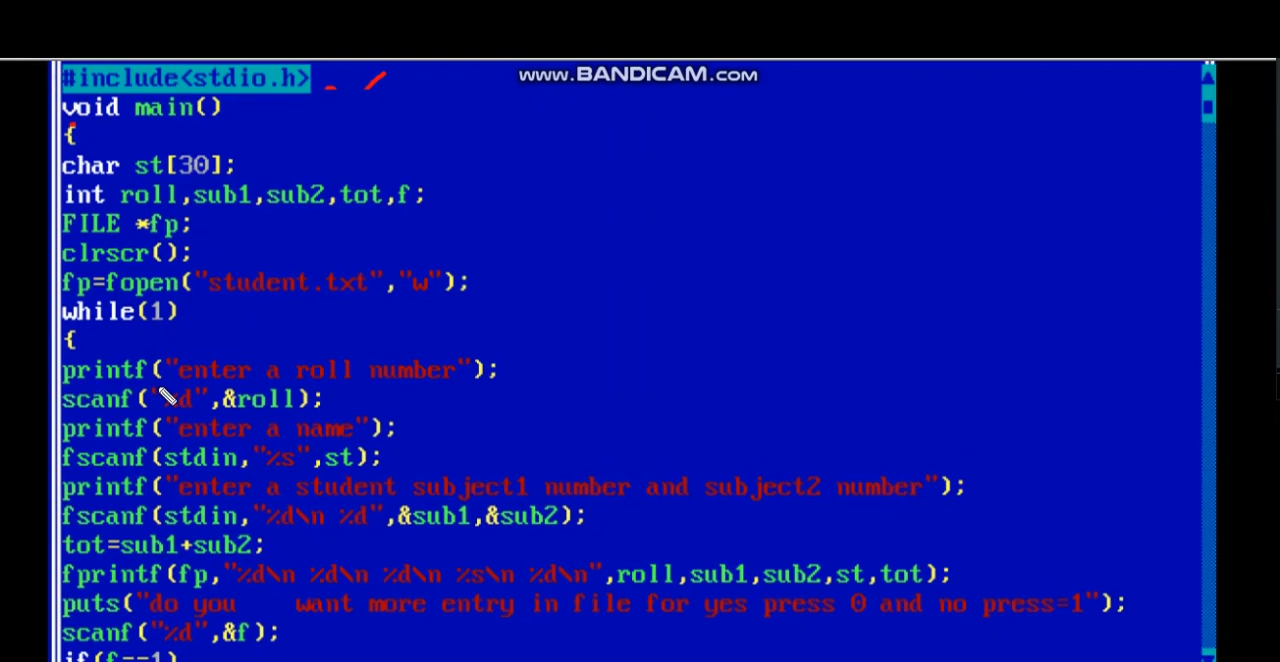 www.BANDICAM.com
#include<stdio.h>
void main()
{
char st[30];
int roll,sub1,sub2,tot,f;
FILE *fp;
clrscr();
fp=fopen("student.txt","w");
while(1)
{
printf("enter a roll number");
scanf("%d",&roll);
printf("enter a name");
fscanf(stdin,"%s",st);
printf("enter a student subject1 number and subject2 number");
fscanf(stdin,"%d\n %d",&sub1,&sub2);
tot=sub1+sub2;
fprintf(fp,"%d\n %d\n %d\n %s\n %d\n",roll,sub1,sub2,st,tot);
puts("do you    want more entry in file for yes press 0 and no press=1");
scanf("%d",&f);
if(f==1)